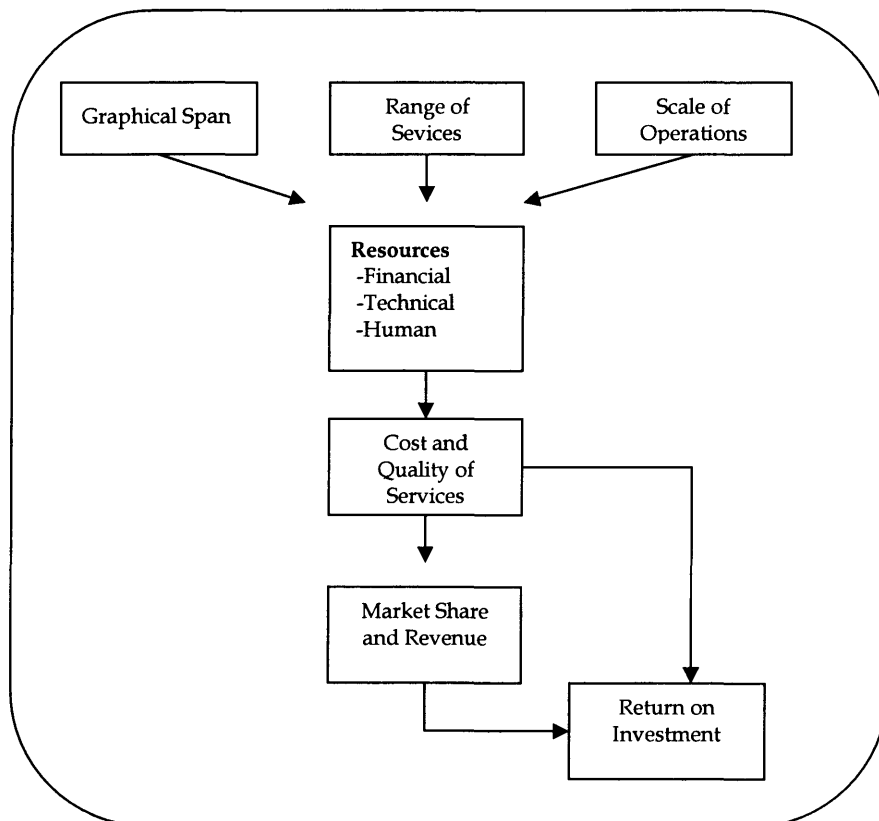 Graphical Span
Range of
Sevices
Scale of
Operations
Resources
-Financial
-Technical
-Human
Cost and
Quality of
Services
Market Share
and Revenue
Return on
Investment